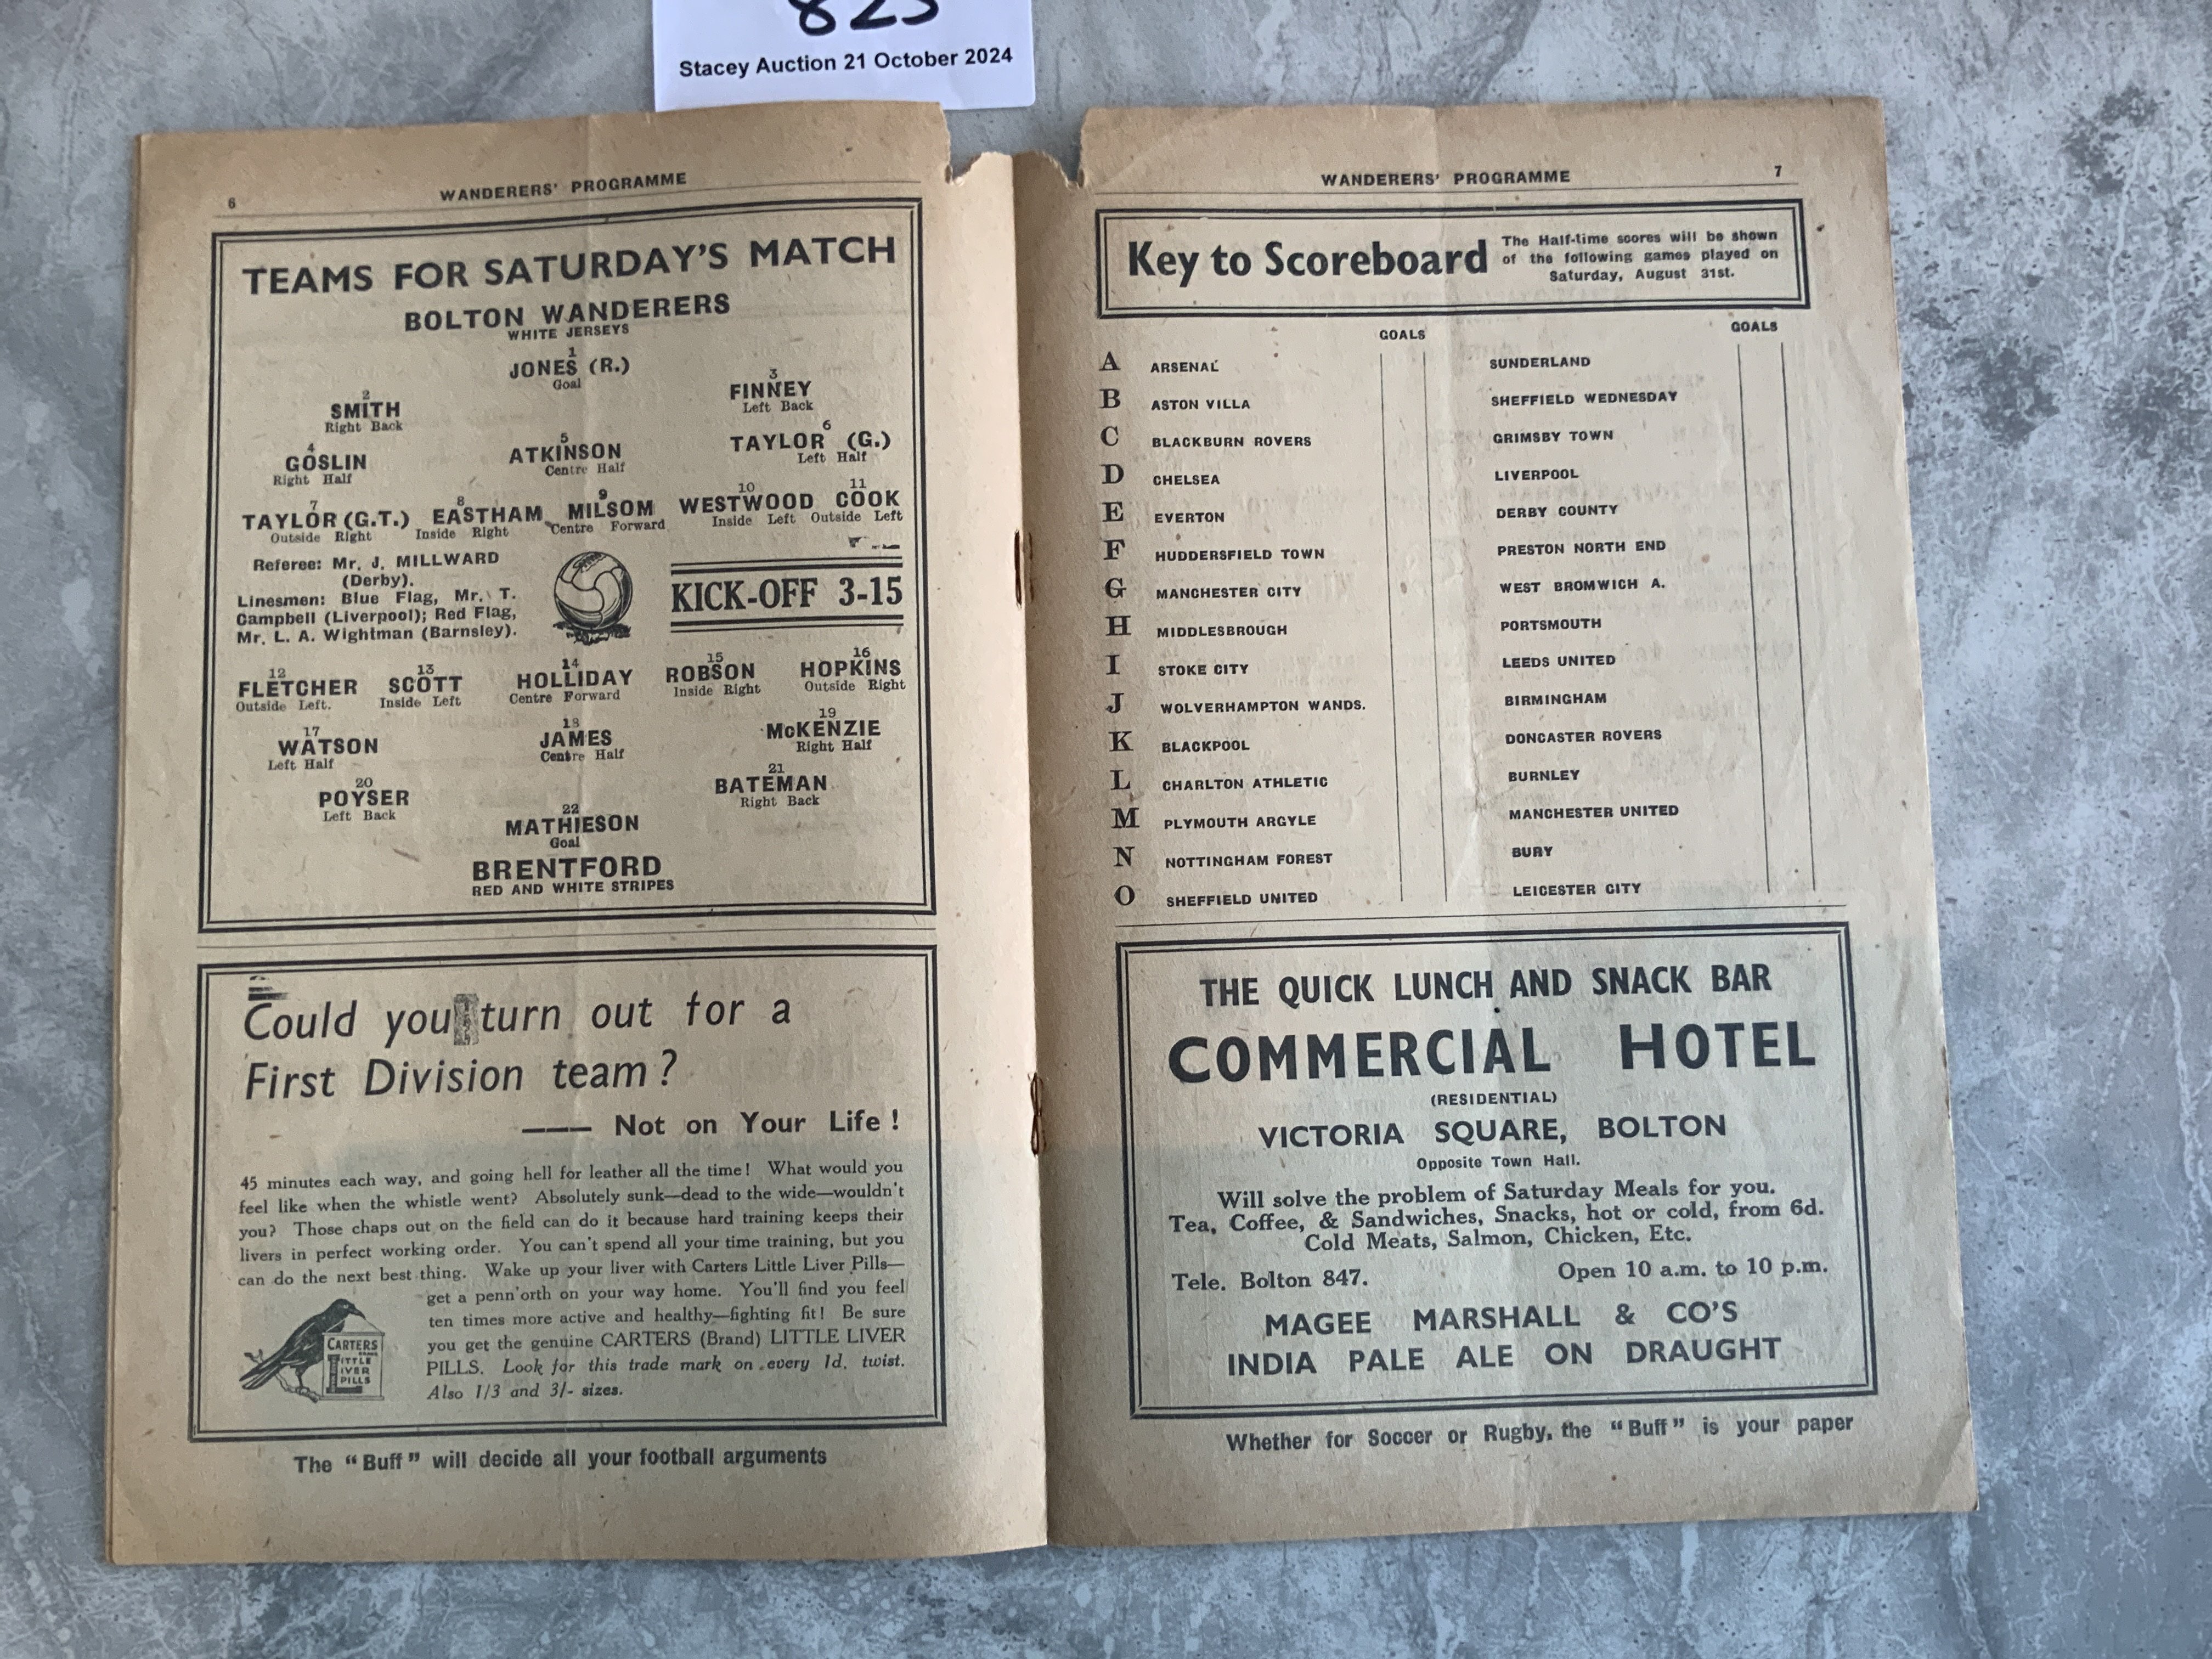 823
Stacey Auction 21 October 2024
6
WANDERERS' PROGRAMME
TEAMS FOR SATURDAY'S MATCH
BOLTON WANDERERS
WHITE JERSEYS
1
JONES (R.)
Goal
2 3
SMITH FINNEY
Right Back Left Back
4 5 6
GOSLIN ATKINSON TAYLOR (G.)
Right Half Centre Half Left Half
7 8 9 10 11
TAYLOR (G.T.) EASTHAM MILSOM WESTWOOD COOK
Outside Right Inside Right Centre Forward Inside Left Outside Left
Referee: Mr. J. MILLWARD
(Derby).
Linesmen: Blue Flag, Mr. T.
Campbell (Liverpool); Red Flag,
Mr. L. A. Wightman (Barnsley).
KICK-OFF 3-15
12 13 14 15 16
FLETCHER SCOTT HOLLIDAY ROBSON HOPKINS
Outside Left. Inside Left Centre Forward Inside Right Outside Right
17 18 19
WATSON JAMES McKENZIE
Left Half Centre Half Right Half
20 21
POYSER BATEMAN
Left Back Right Back
22
MATHIESON
Goal
BRENTFORD
RED AND WHITE STRIPES
Could you turn out for a
First Division team?
——— Not on Your Life!
45 minutes each way, and going hell for leather all the time! What would you
feel like when the whistle went? Absolutely sunk—dead to the wide—wouldn't
you? Those chaps out on the field can do it because hard training keeps their
livers in perfect working order. You can't spend all your time training, but you
can do the next best thing. Wake up your liver with Carters Little Liver Pills—
get a penn'orth on your way home. You'll find you feel
ten times more active and healthy—fighting fit! Be sure
you get the genuine CARTERS (Brand) LITTLE LIVER
PILLS. Look for this trade mark on every 1d. twist.
Also 1/3 and 3/- sizes.
CARTERS
LITTLE
LIVER
PILLS
The "Buff" will decide all your football arguments
WANDERERS' PROGRAMME
7
Key to Scoreboard
The Half-time scores will be shown
of the following games played on
Saturday, August 31st.
GOALS GOALS
A ARSENAL SUNDERLAND
B ASTON VILLA SHEFFIELD WEDNESDAY
C BLACKBURN ROVERS GRIMSBY TOWN
D CHELSEA LIVERPOOL
E EVERTON DERBY COUNTY
F HUDDERSFIELD TOWN PRESTON NORTH END
G MANCHESTER CITY WEST BROMWICH A.
H MIDDLESBROUGH PORTSMOUTH
I STOKE CITY LEEDS UNITED
J WOLVERHAMPTON WANDS. BIRMINGHAM
K BLACKPOOL DONCASTER ROVERS
L CHARLTON ATHLETIC BURNLEY
M PLYMOUTH ARGYLE MANCHESTER UNITED
N NOTTINGHAM FOREST BURY
O SHEFFIELD UNITED LEICESTER CITY
THE QUICK LUNCH AND SNACK BAR
COMMERCIAL HOTEL
(RESIDENTIAL)
VICTORIA SQUARE, BOLTON
Opposite Town Hall.
Will solve the problem of Saturday Meals for you.
Tea, Coffee, & Sandwiches, Snacks, hot or cold, from 6d.
Cold Meats, Salmon, Chicken, Etc.
Tele. Bolton 847. Open 10 a.m. to 10 p.m.
MAGEE MARSHALL & CO'S
INDIA PALE ALE ON DRAUGHT
Whether for Soccer or Rugby, the "Buff" is your paper